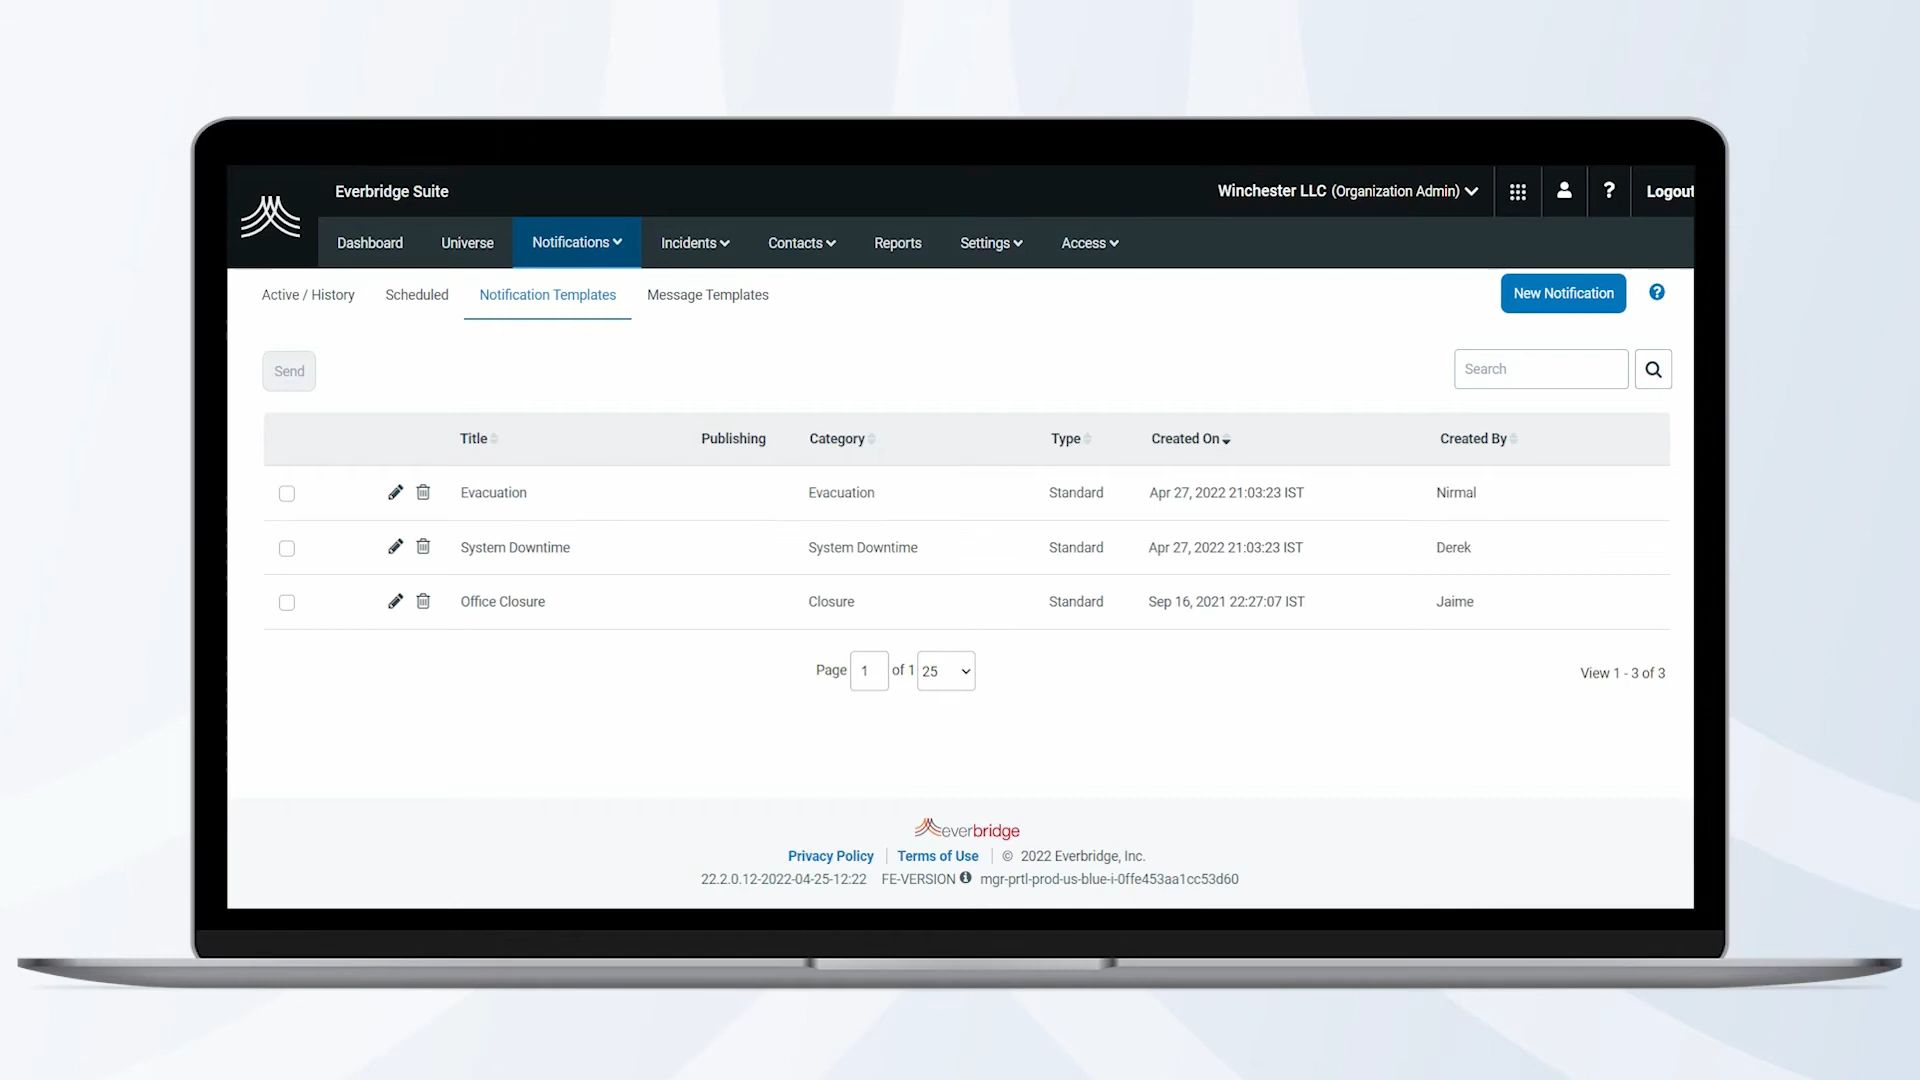 Everbridge Suite
Winchester LLC (Organization Admin)
?
Logout
Dashboard
Universe
Notifications
Incidents
Contacts
Reports
Settings
Access
Active / History
Scheduled
Notification Templates
Message Templates
New Notification
?
Send
Search
Title
Publishing
Category
Type
Created On
Created By
Evacuation
Evacuation
Standard
Apr 27, 2022 21:03:23 IST
Nirmal
System Downtime
System Downtime
Standard
Apr 27, 2022 21:03:23 IST
Derek
Office Closure
Closure
Standard
Sep 16, 2021 22:27:07 IST
Jaime
Page 1 of 1 25
View 1 - 3 of 3
everbridge
Privacy Policy
Terms of Use
© 2022 Everbridge, Inc.
22.2.0.12-2022-04-25-12:22 FE-VERSION mgr-prtl-prod-us-blue-i-0ffe453aa1cc53d60